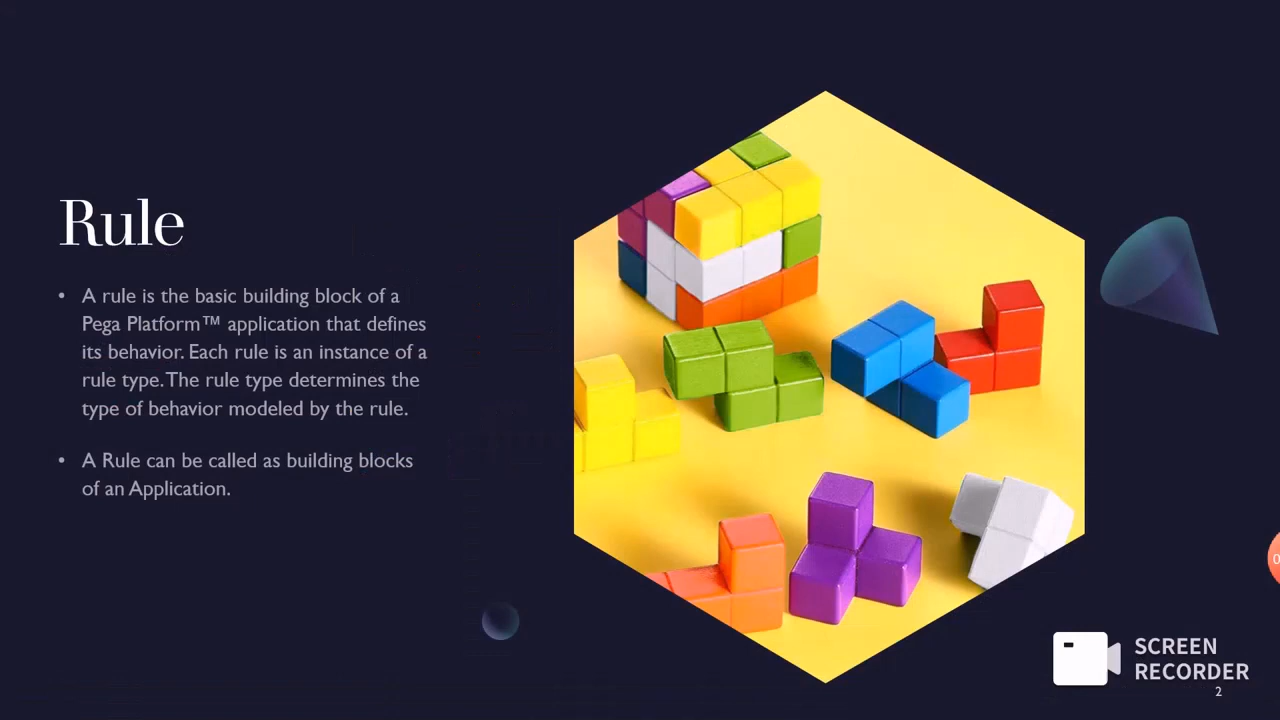 Rule
• A rule is the basic building block of a
Pega Platform™ application that defines
its behavior. Each rule is an instance of a
rule type. The rule type determines the
type of behavior modeled by the rule.
• A Rule can be called as building blocks
of an Application.
SCREEN
RECORDER
2